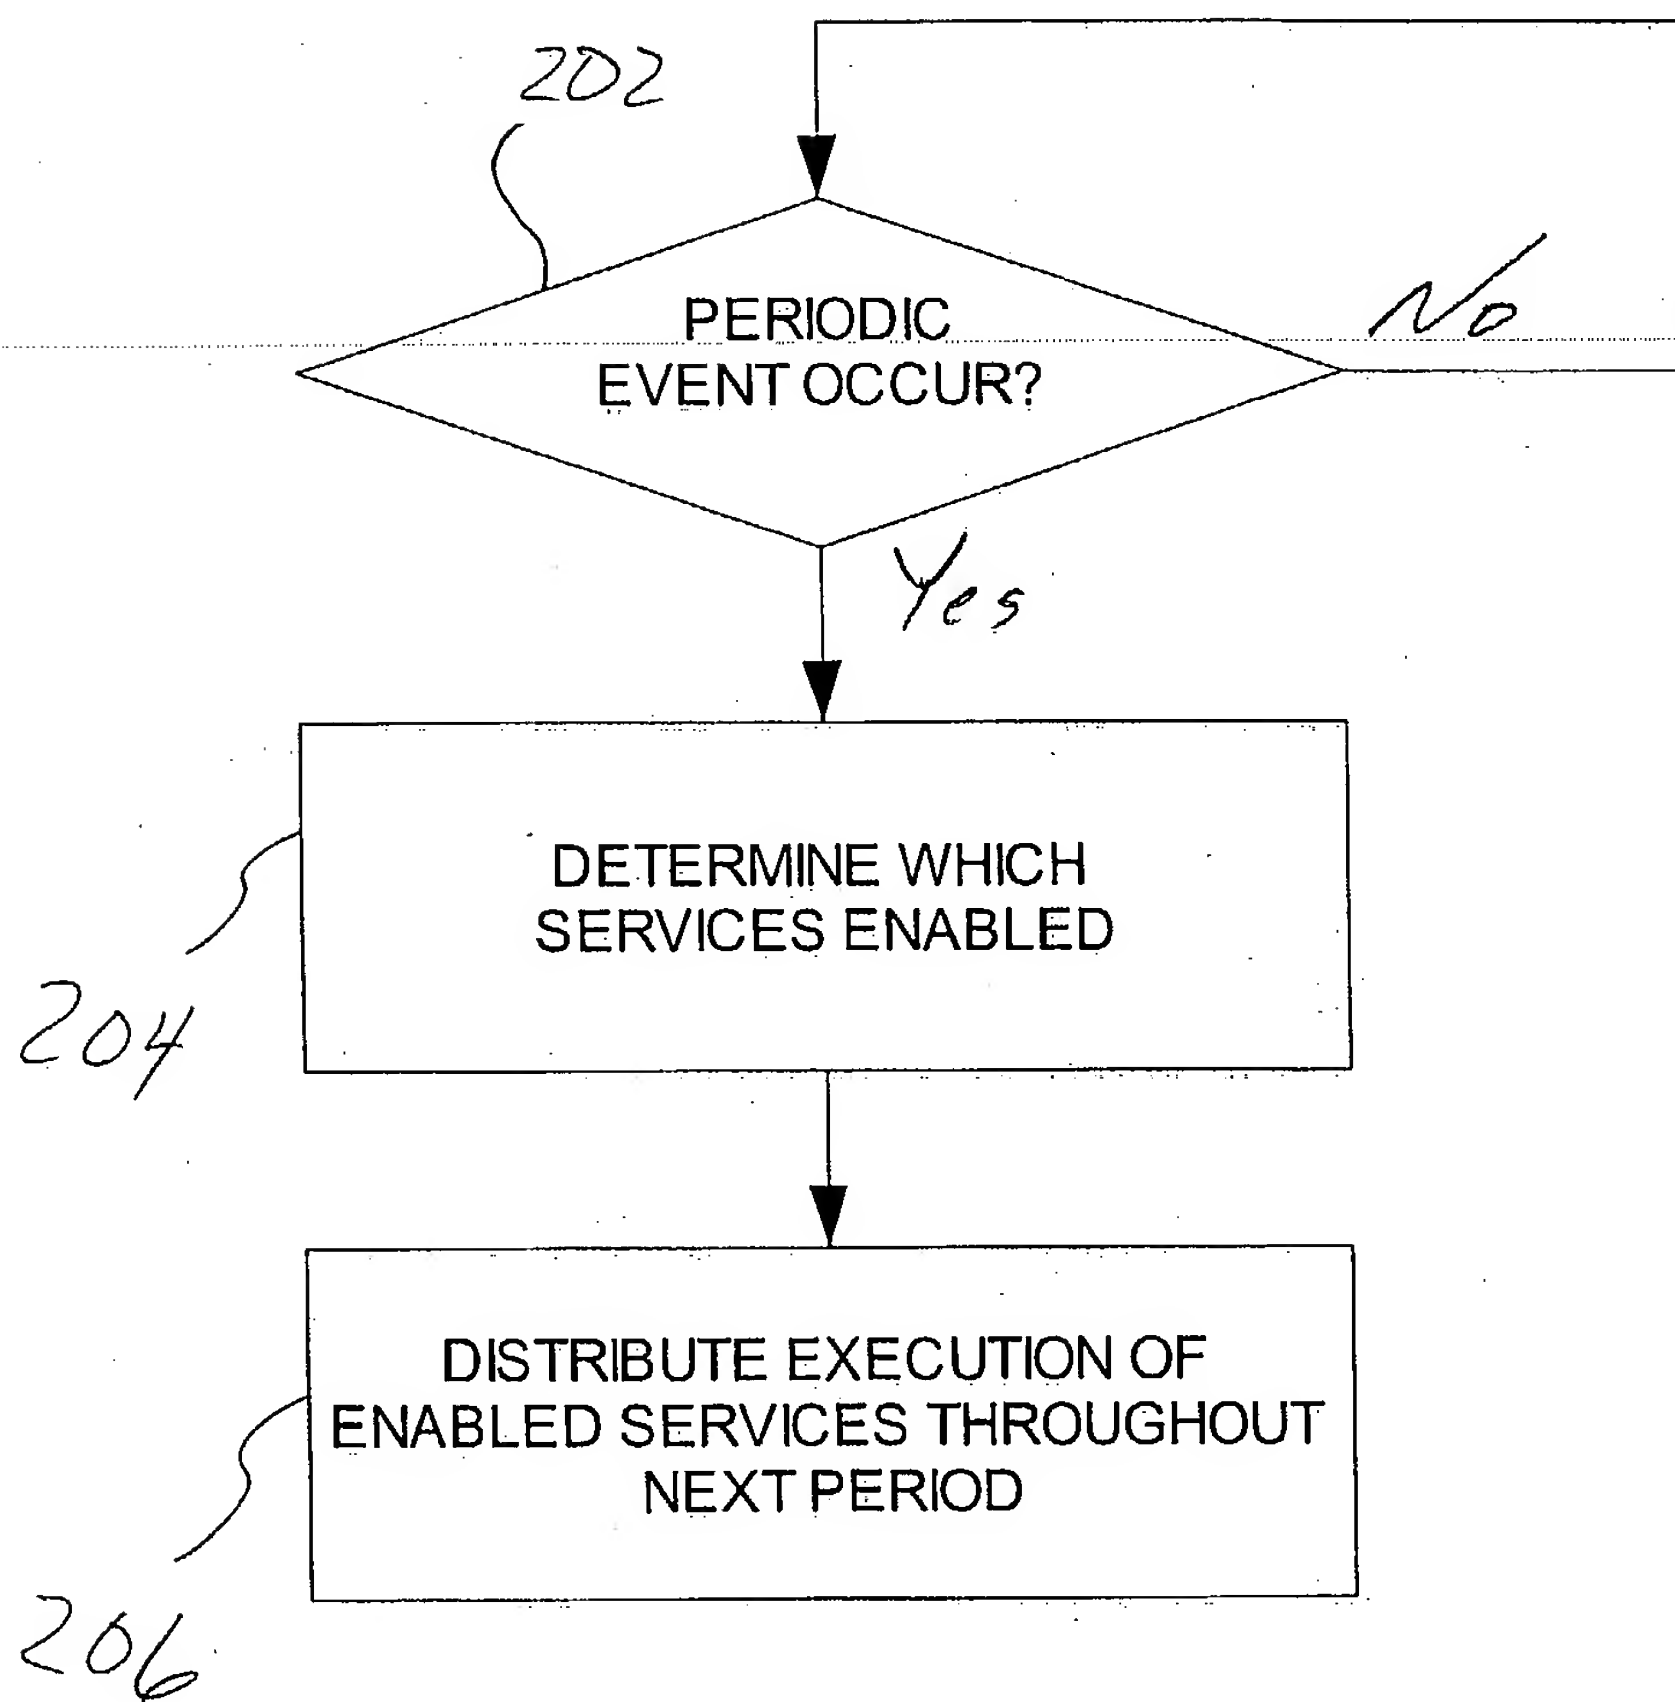 202
PERIODIC
EVENT OCCUR?
No
Yes
DETERMINE WHICH
SERVICES ENABLED
204
DISTRIBUTE EXECUTION OF
ENABLED SERVICES THROUGHOUT
NEXT PERIOD
206